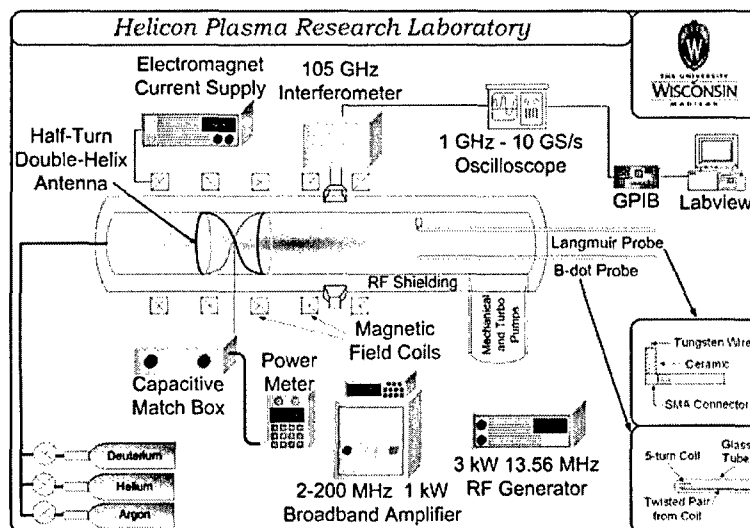 Helicon Plasma Research Laboratory
THE UNIVERSITY
of
WISCONSIN
MADISON
Electromagnet
Current Supply
105 GHz
Interferometer
1 GHz - 10 GS/s
Oscilloscope
GPIB
Labview
Half-Turn
Double-Helix
Antenna
Langmuir Probe
B-dot Probe
RF Shielding
Mechanical
and Turbo
Pumps
Magnetic
Field Coils
Capacitive
Match Box
Power
Meter
2-200 MHz 1 kW
Broadband Amplifier
3 kW 13.56 MHz
RF Generator
Tungsten Wire
Ceramic
SMA Connector
5-turn Coil
Glass
Tube
Twisted Pair
from Coil
Deuterium
Helium
Argon